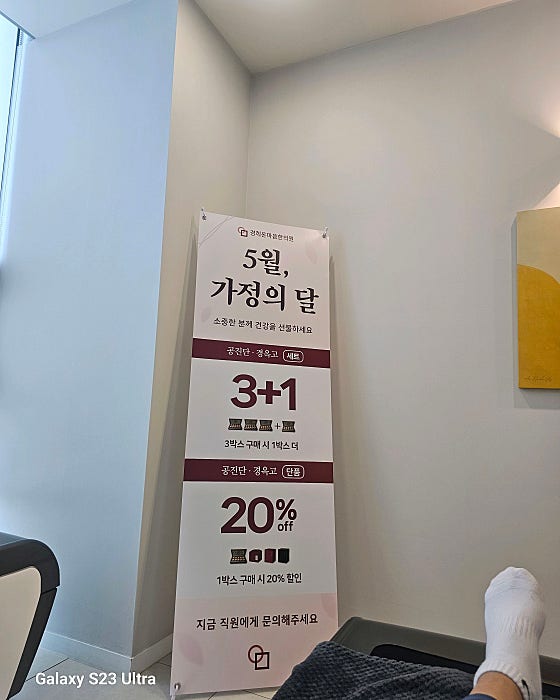 경희온마음한의원
5월,
가정의 달
소중한 분께 건강을 선물하세요
공진단 · 경옥고 세트
3+1
+
3박스 구매 시 1박스 더
공진단 · 경옥고 단품
20% off
1박스 구매 시 20% 할인
지금 직원에게 문의해주세요
Galaxy S23 Ultra